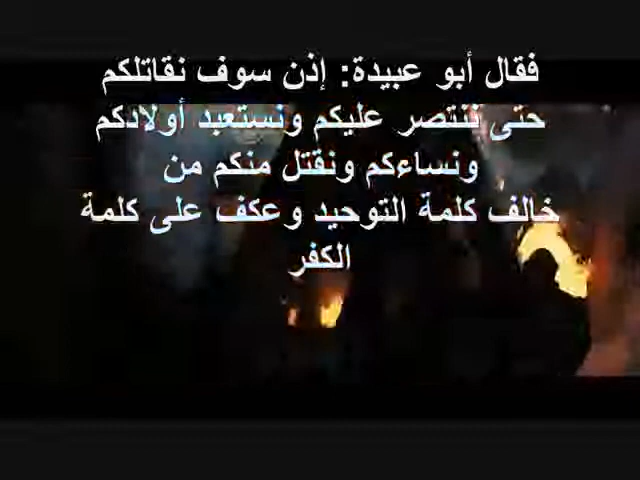 فقال أبو عبيدة: إذن سوف نقاتلكم
حتى ننتصر عليكم ونستعبد أولادكم
ونساءكم ونقتل منكم من
خالف كلمة التوحيد وعكف على كلمة
الكفر